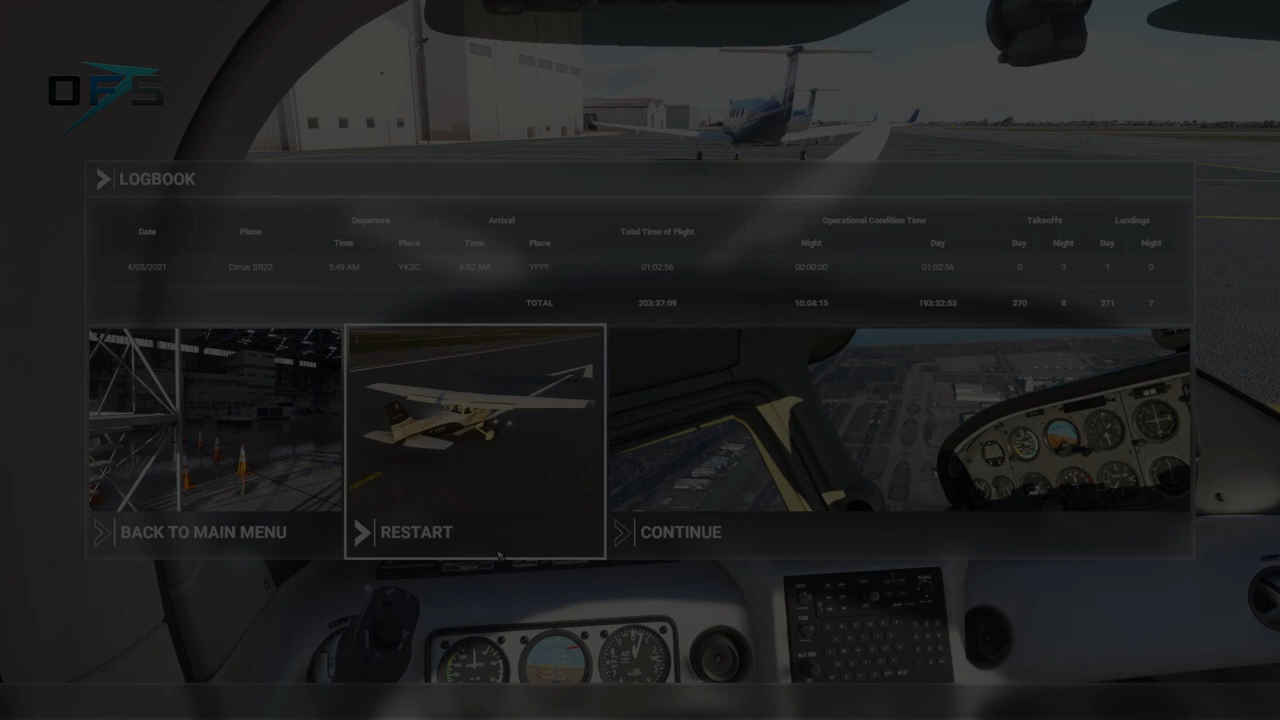 OFS
LOGBOOK
Departure Arrival Operational Condition Time Takeoffs Landings
Date Plane Total Time of Flight
Time Place Time Place Night Day Day Night Day Night
4/05/2021 Cirrus SR22 5:49 AM YKSC 6:52 AM YPPF 01:02:56 00:00:00 01:02:56 0 0 1 0
TOTAL 203:37:09 10:04:15 193:32:53 270 8 271 7
BACK TO MAIN MENU
RESTART
CONTINUE
ALT SEL